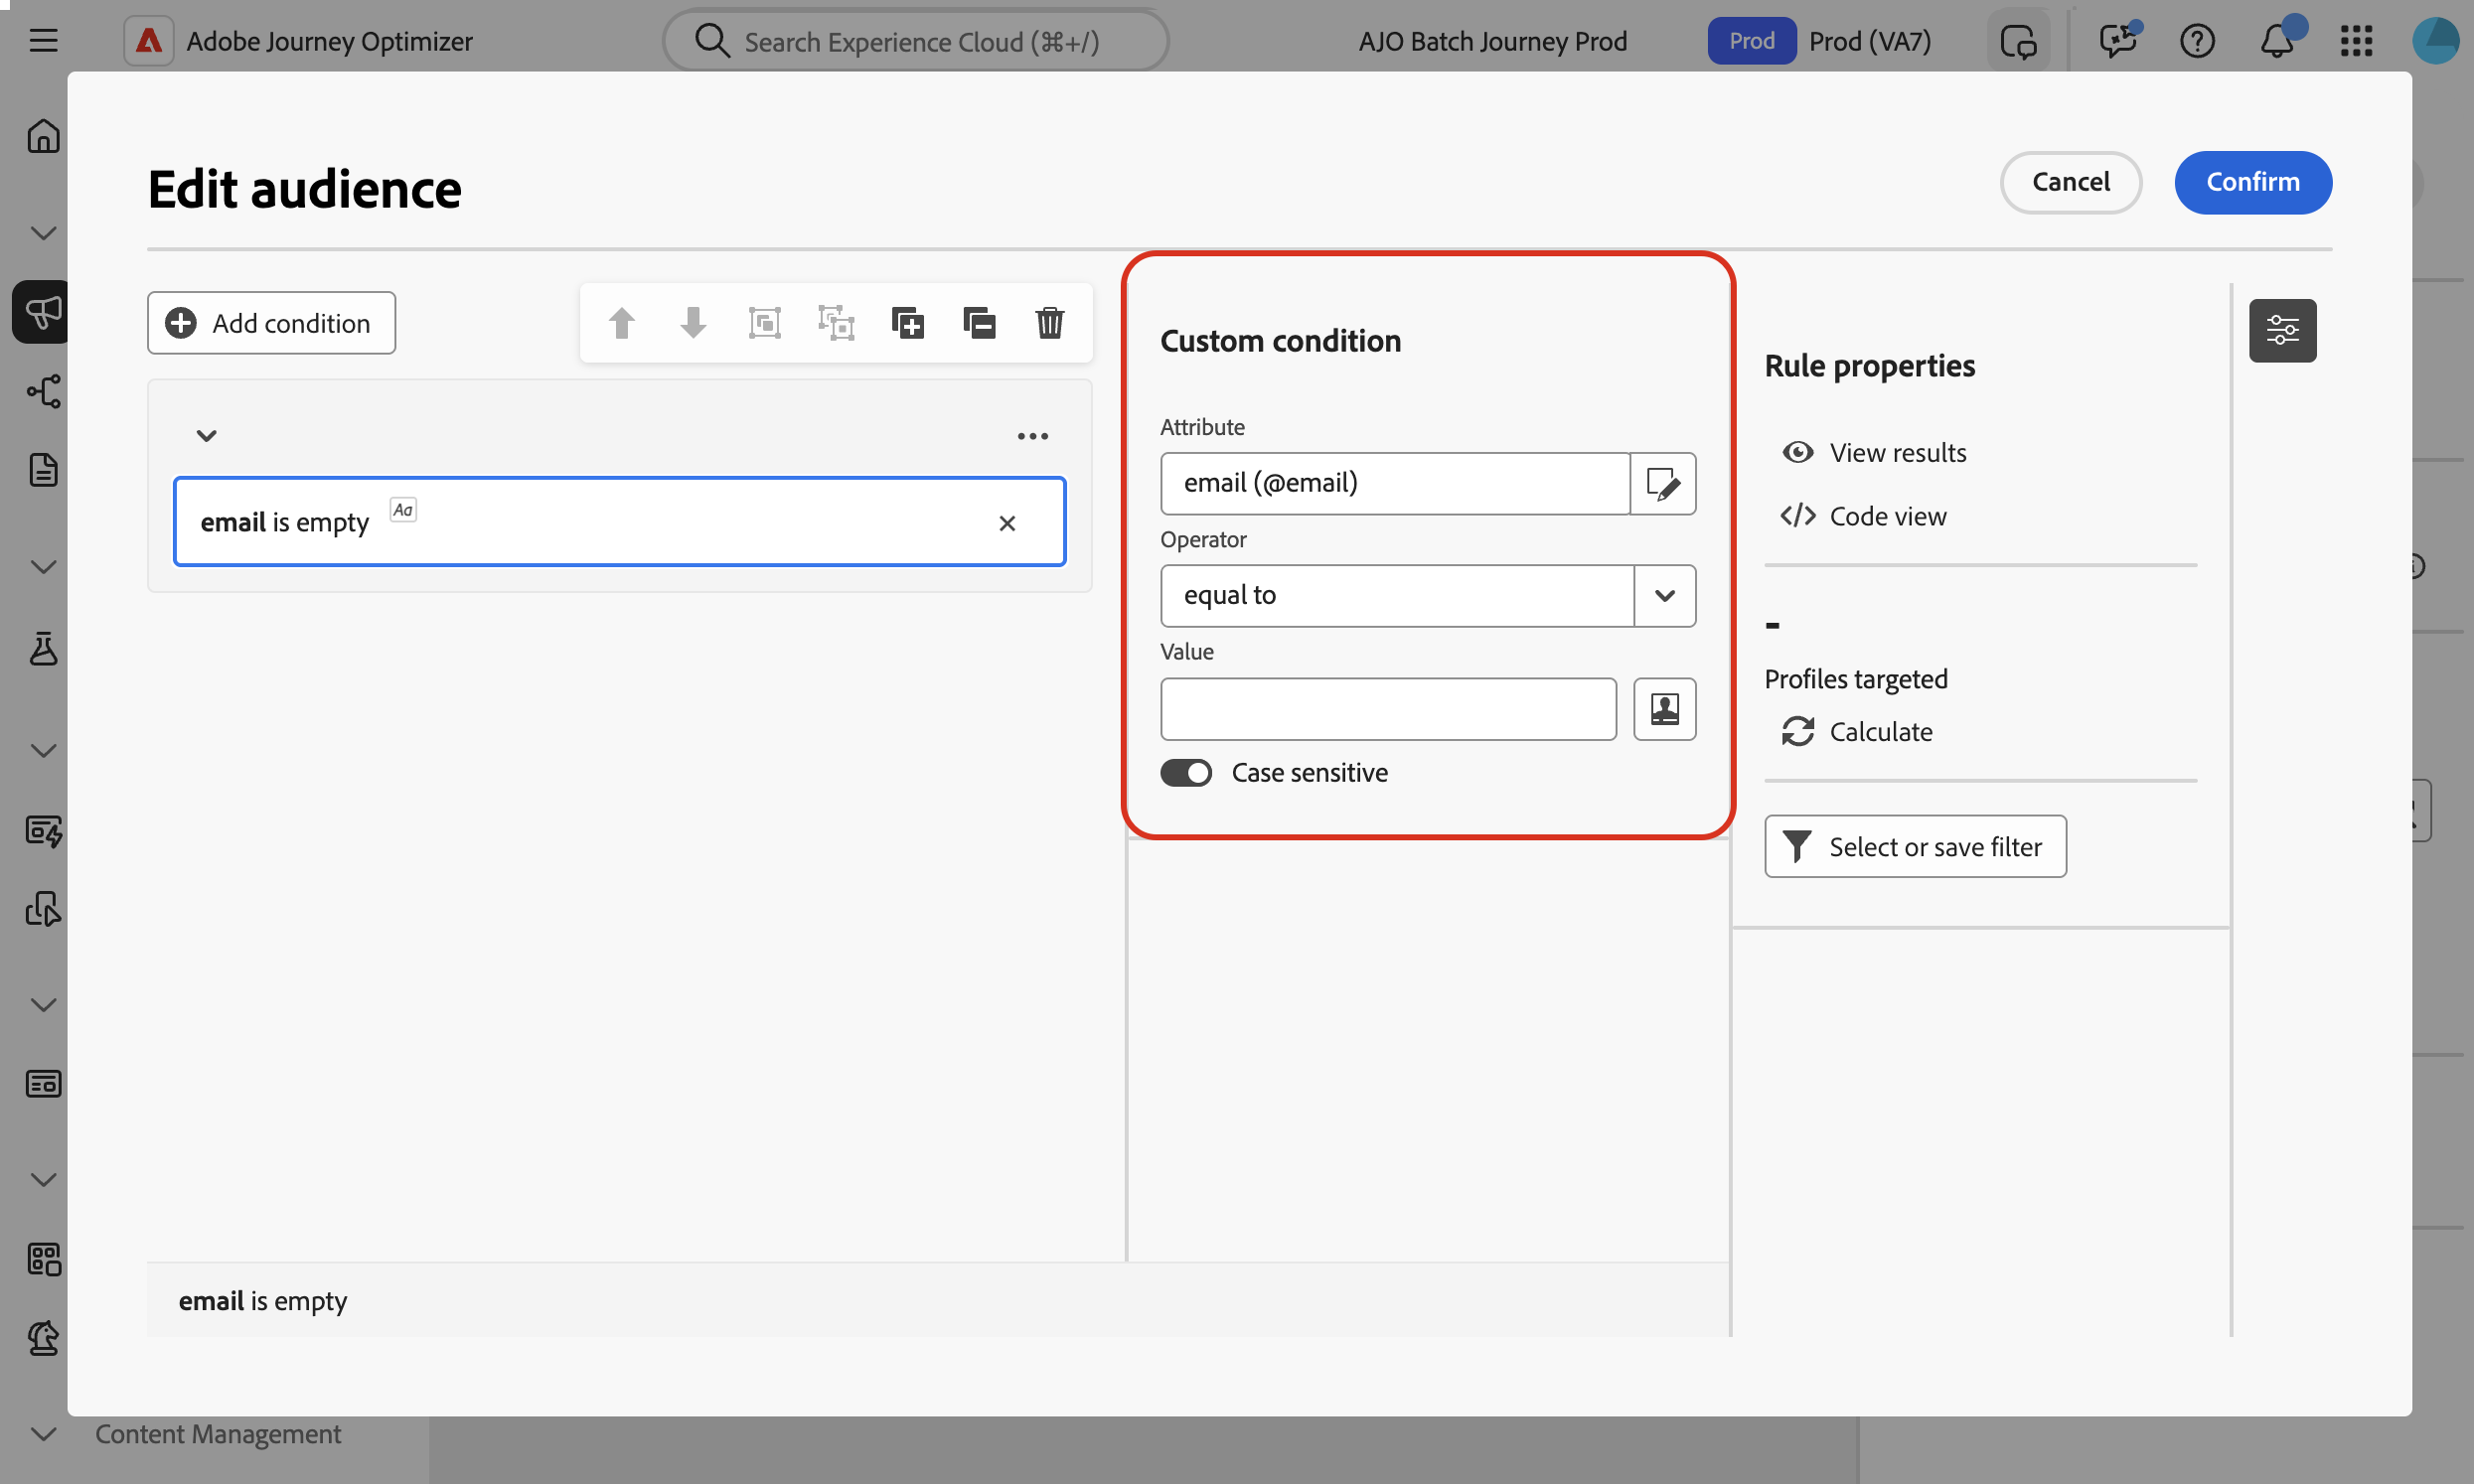 Adobe Journey Optimizer
Search Experience Cloud (⌘+/)
AJO Batch Journey Prod
Prod
Prod (VA7)
Edit audience
Cancel
Confirm
Add condition
email is empty
Aa
Custom condition
Attribute
email (@email)
Operator
equal to
Value
Case sensitive
Rule properties
View results
Code view
-
Profiles targeted
Calculate
Select or save filter
email is empty
Content Management